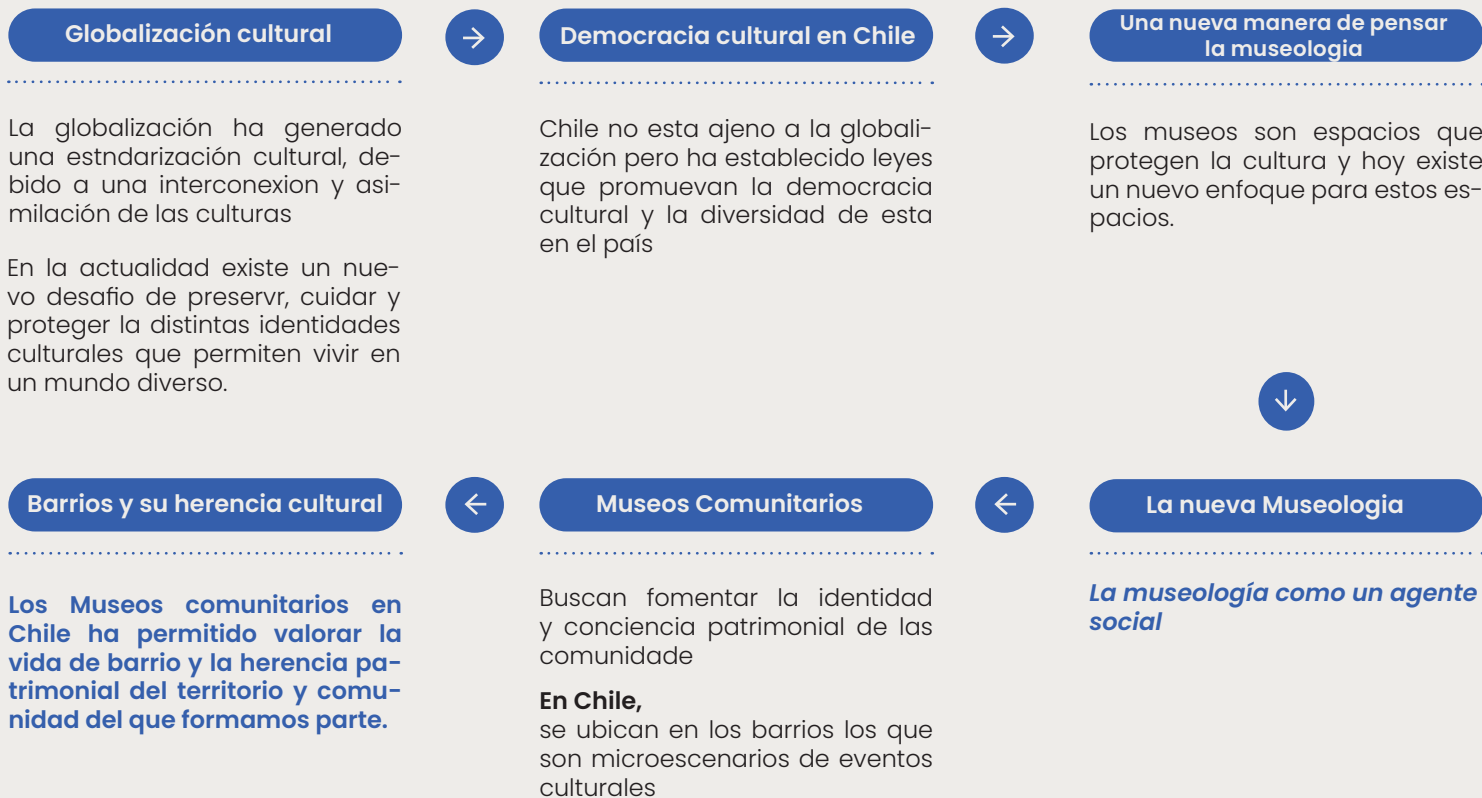 Globalización cultural
La globalización ha generado
una estndarización cultural, de-
bido a una interconexion y asi-
milación de las culturas
En la actualidad existe un nue-
vo desafio de preservr, cuidar y
proteger la distintas identidades
culturales que permiten vivir en
un mundo diverso.
Democracia cultural en Chile
Chile no esta ajeno a la globali-
zación pero ha establecido leyes
que promuevan la democracia
cultural y la diversidad de esta
en el país
Una nueva manera de pensar
la museologia
Los museos son espacios que
protegen la cultura y hoy existe
un nuevo enfoque para estos es-
pacios.
La nueva Museologia
La museología como un agente
social
Museos Comunitarios
Buscan fomentar la identidad
y conciencia patrimonial de las
comunidade
En Chile,
se ubican en los barrios los que
son microescenarios de eventos
culturales
Barrios y su herencia cultural
Los Museos comunitarios en
Chile ha permitido valorar la
vida de barrio y la herencia pa-
trimonial del territorio y comu-
nidad del que formamos parte.